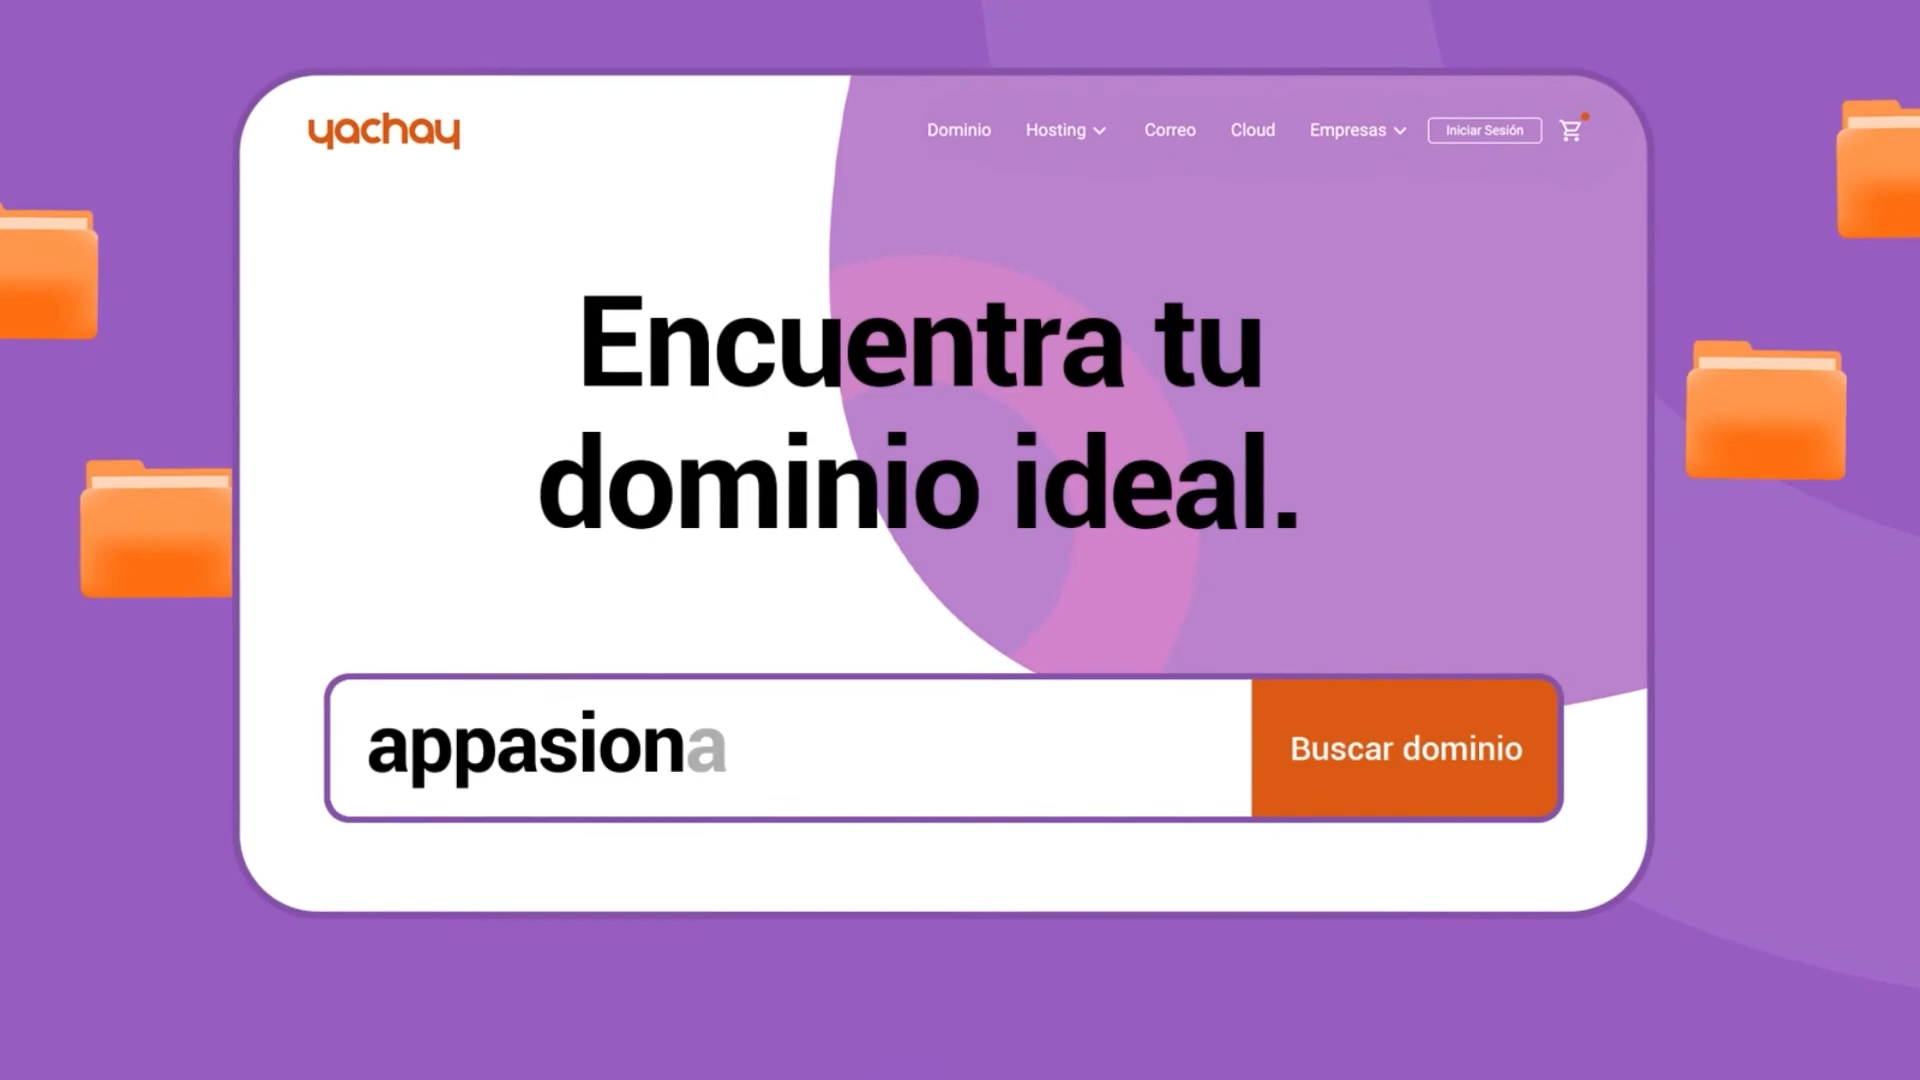 yachay
Dominio Hosting Correo Cloud Empresas Iniciar Sesión
Encuentra tu
dominio ideal.
appasiona
Buscar dominio